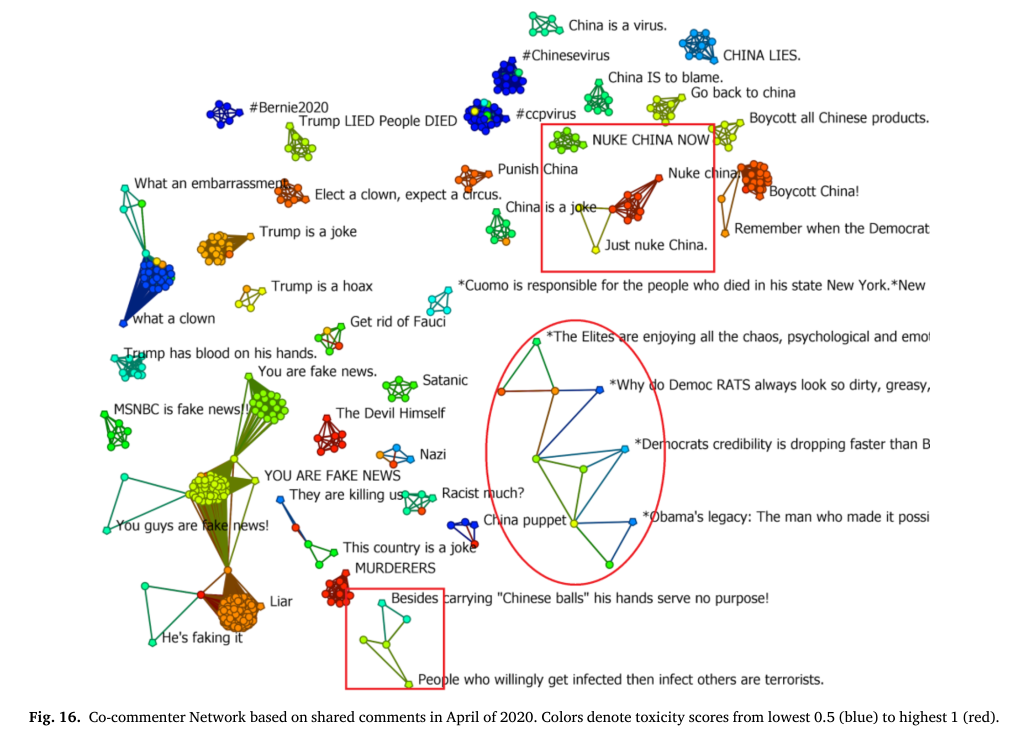 China is a virus.
#Chinesevirus
CHINA LIES.
China IS to blame.
Go back to china
#Bernie2020
Trump LIED People DIED
#ccpvirus
Boycott all Chinese products.
NUKE CHINA NOW
Punish China
Nuke china.
What an embarrassment
Elect a clown, expect a circus.
Boycott China!
China is a joke
Trump is a joke
Remember when the Democrat
Just nuke China.
Trump is a hoax
*Cuomo is responsible for the people who died in his state New York.*New
what a clown
Get rid of Fauci
*The Elites are enjoying all the chaos, psychological and emo
Trump has blood on his hands.
You are fake news.
Satanic
*Why do Democ RATS always look so dirty, greasy,
MSNBC is fake news!!
The Devil Himself
*Democrats credibility is dropping faster than B
Nazi
YOU ARE FAKE NEWS
They are killing us
Racist much?
You guys are fake news!
China puppet
*Obama's legacy: The man who made it possi
This country is a joke
MURDERERS
Liar
Besides carrying "Chinese balls" his hands serve no purpose!
He's faking it
People who willingly get infected then infect others are terrorists.
Fig. 16. Co-commenter Network based on shared comments in April of 2020. Colors denote toxicity scores from lowest 0.5 (blue) to highest 1 (red).